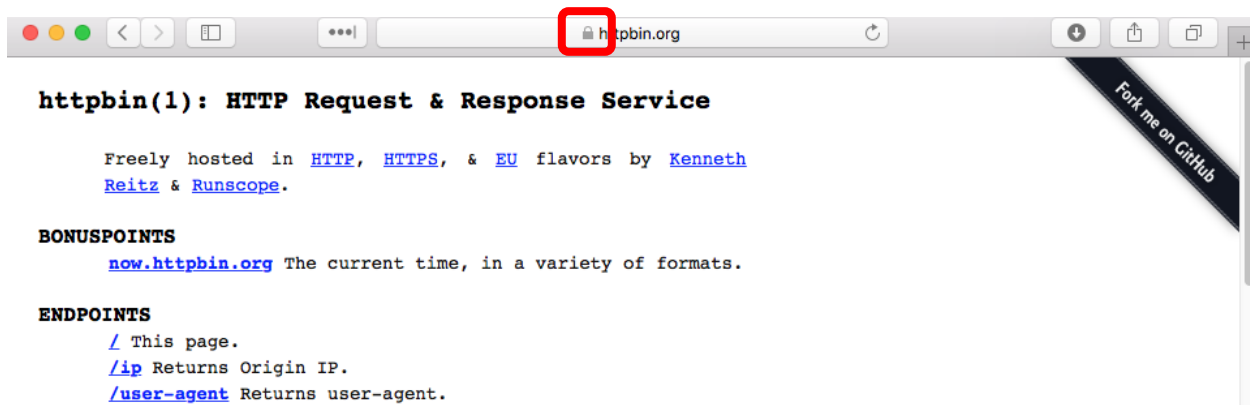 httpbin.org
httpbin(1): HTTP Request & Response Service
Fork me on GitHub
Freely hosted in HTTP, HTTPS, & EU flavors by Kenneth
Reitz & Runscope.
BONUSPOINTS
now.httpbin.org The current time, in a variety of formats.
ENDPOINTS
/ This page.
/ip Returns Origin IP.
/user-agent Returns user-agent.